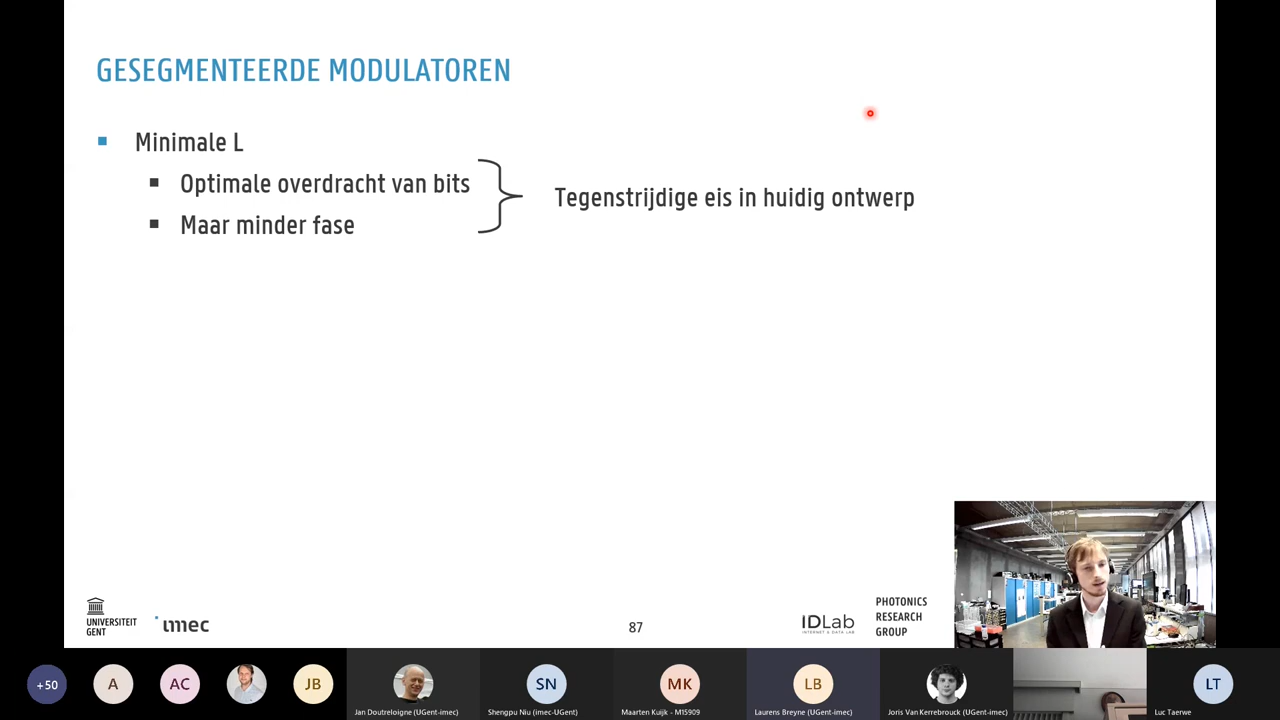 GESEGMENTEERDE MODULATOREN
Minimale L
Optimale overdracht van bits
Maar minder fase
Tegenstrijdige eis in huidig ontwerp
UNIVERSITEIT
GENT
imec
87
IDLab
INTERNET & DATA LAB
PHOTONICS
RESEARCH
GROUP
+50
A
AC
JB
Jan Doutreloigne (UGent-imec)
SN
Shengpu Niu (imec-UGent)
MK
Maarten Kuijk - M15909
LB
Laurens Breyne (UGent-imec)
Joris Van Kerrebrouck (UGent-imec)
LT
Luc Taerwe